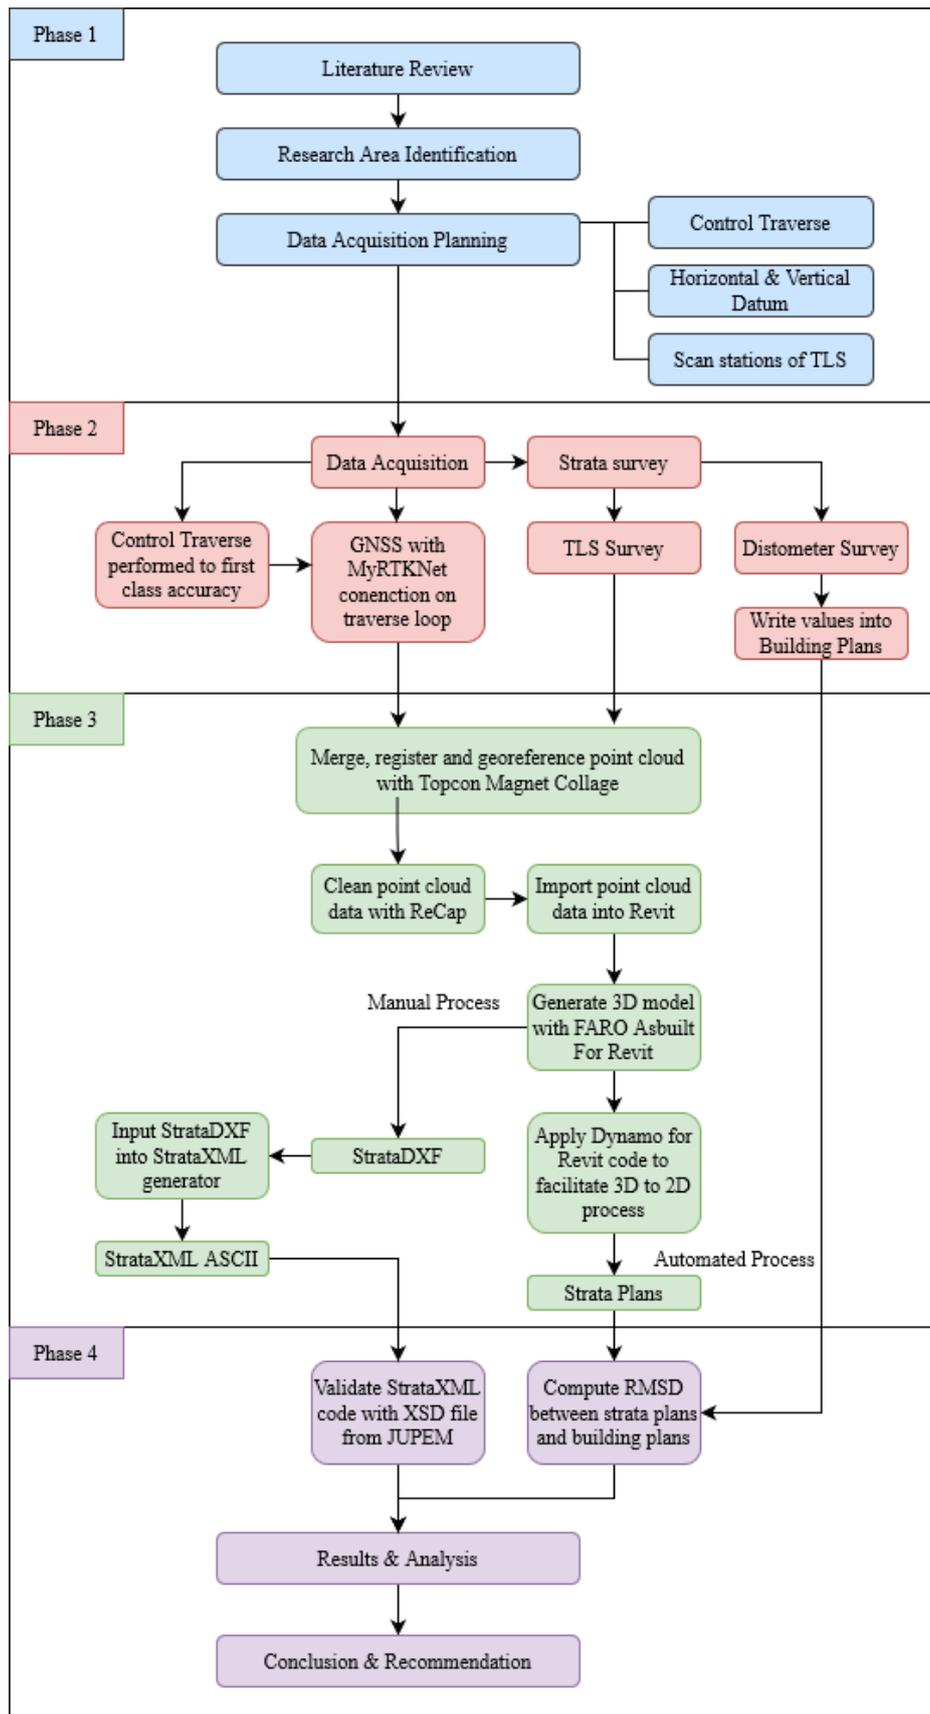 Phase 1
Literature Review
Research Area Identification
Data Acquisition Planning
Control Traverse
Horizontal & Vertical
Datum
Scan stations of TLS
Phase 2
Data Acquisition
Strata survey
Control Traverse
performed to first
class accuracy
GNSS with
MyRTKNet
conenction on
traverse loop
TLS Survey
Distometer Survey
Write values into
Building Plans
Phase 3
Merge, register and georeference point cloud
with Topcon Magnet Collage
Clean point cloud
data with ReCap
Import point cloud
data into Revit
Manual Process
Generate 3D model
with FARO Asbuilt
For Revit
Input StrataDXF
into StrataXML
generator
StrataDXF
Apply Dynamo for
Revit code to
facilitate 3D to 2D
process
StrataXML ASCII
Automated Process
Strata Plans
Phase 4
Validate StrataXML
code with XSD file
from JUPEM
Compute RMSD
between strata plans
and building plans
Results & Analysis
Conclusion & Recommendation